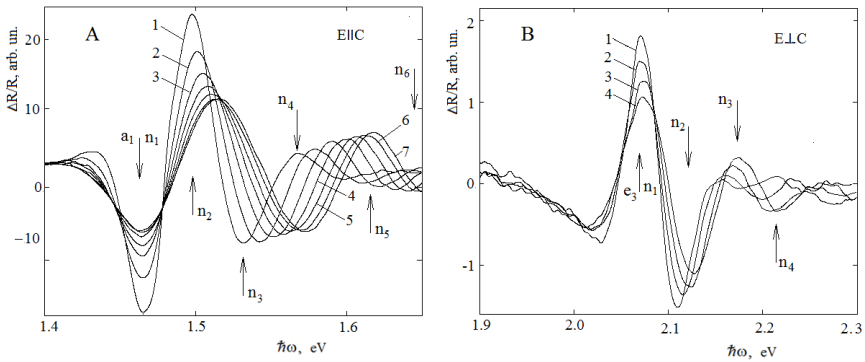 A
E||C
ΔR/R, arb. un.
20
10
0
−10
1
2
3
4
5
6
7
a₁
n₁
n₂
n₃
n₄
n₅
n₆
1.4
1.5
1.6
ħω, eV
B
E⊥C
ΔR/R, arb. un.
2
1
0
-1
1
2
3
4
e₃
n₁
n₂
n₃
n₄
1.9
2.0
2.1
2.2
2.3
ħω, eV